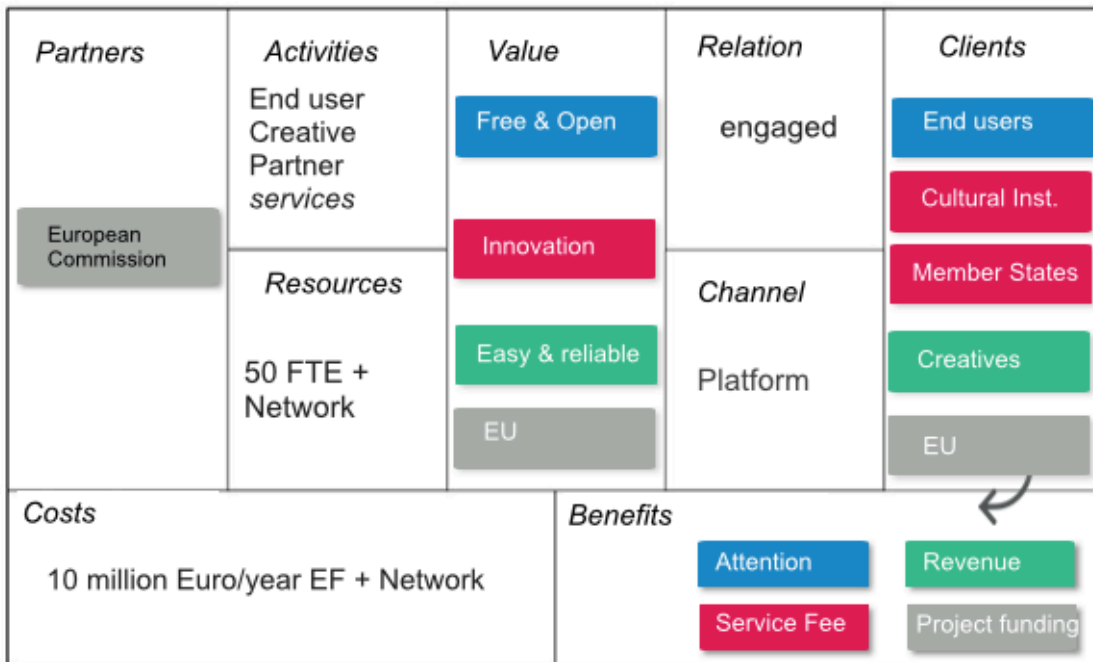 Partners
European
Commission
Activities
End user
Creative
Partner
services
Resources
50 FTE +
Network
Value
Free & Open
Innovation
Easy & reliable
EU
Relation
engaged
Channel
Platform
Clients
End users
Cultural Inst.
Member States
Creatives
EU
Costs
10 million Euro/year EF + Network
Benefits
Attention
Revenue
Service Fee
Project funding